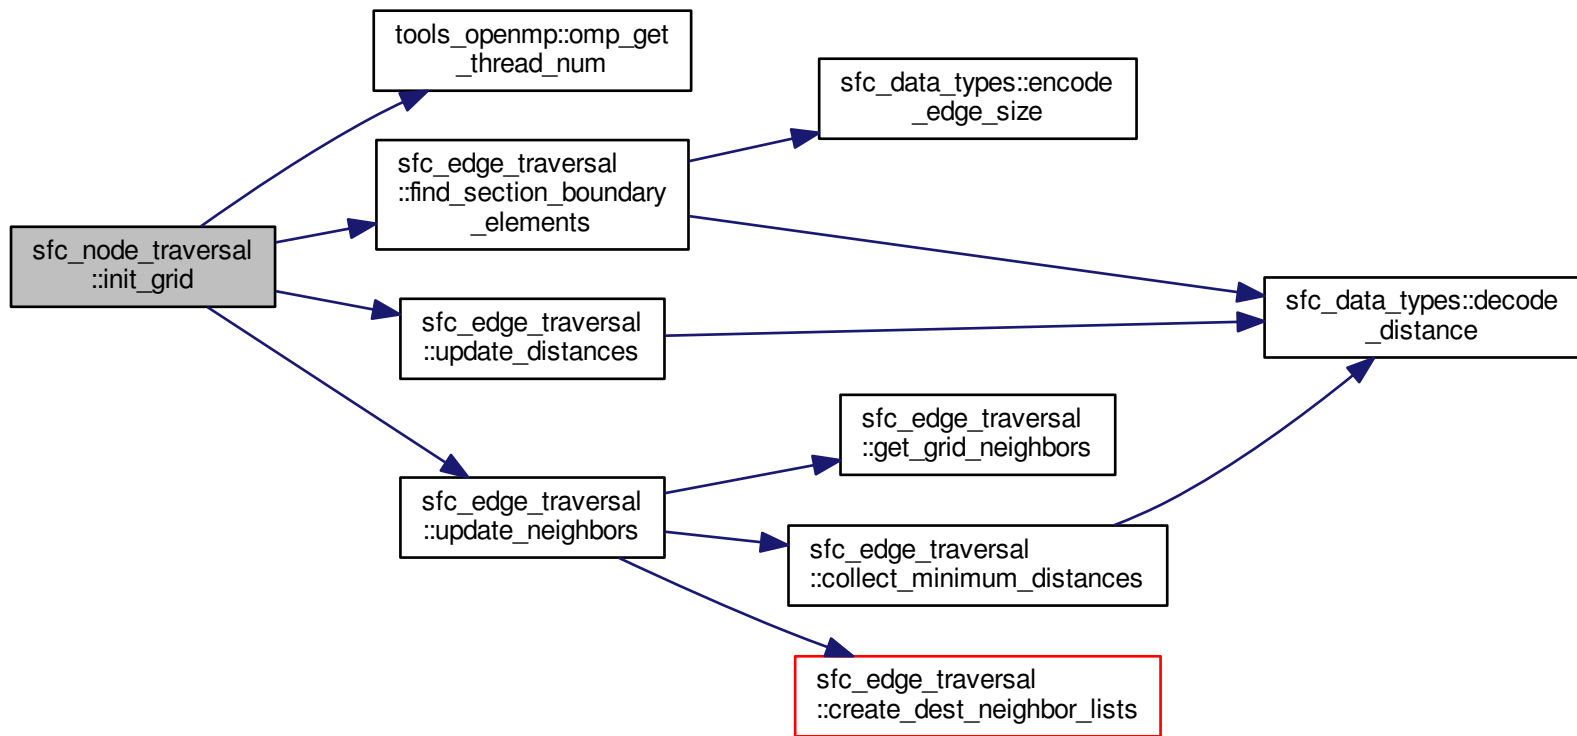 tools_openmp::omp_get
_thread_num
sfc_data_types::encode
_edge_size
sfc_edge_traversal
::find_section_boundary
_elements
sfc_node_traversal
::init_grid
sfc_edge_traversal
::update_distances
sfc_data_types::decode
_distance
sfc_edge_traversal
::get_grid_neighbors
sfc_edge_traversal
::update_neighbors
sfc_edge_traversal
::collect_minimum_distances
sfc_edge_traversal
::create_dest_neighbor_lists